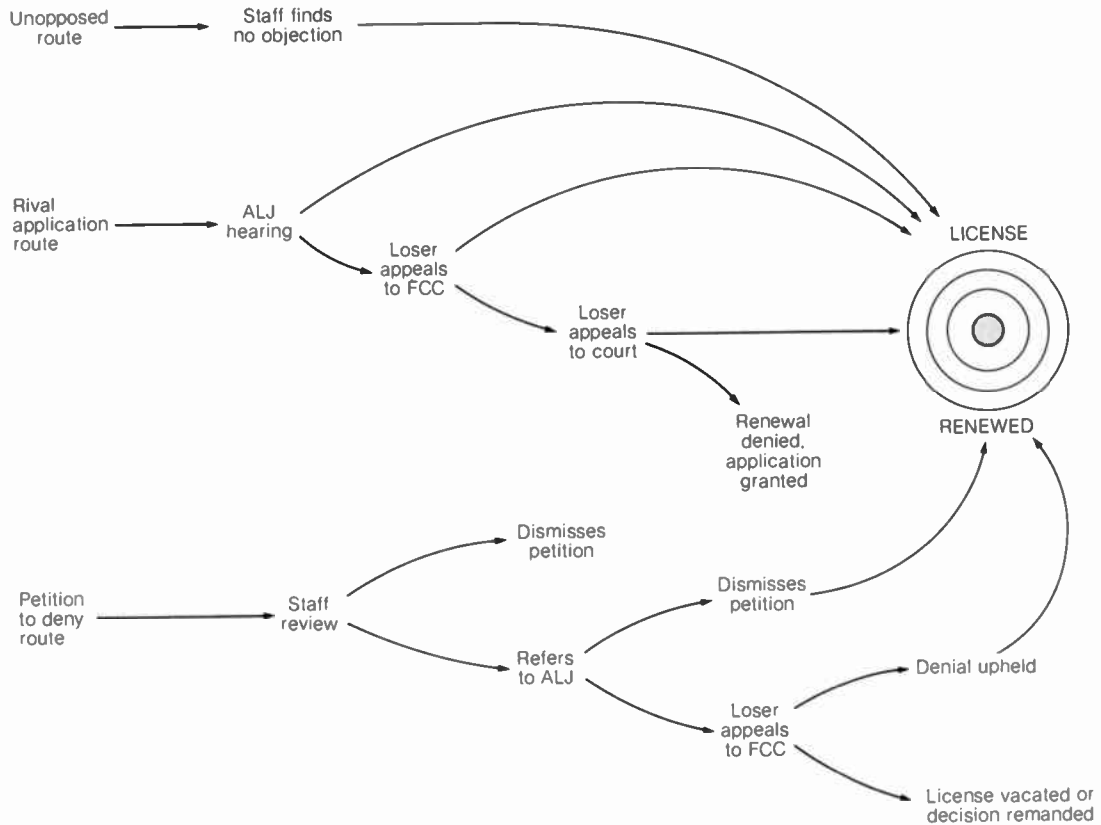 Unopposed
route
Staff finds
no objection
Rival
application
route
ALJ
hearing
Loser
appeals
to FCC
Loser
appeals
to court
Renewal
denied,
application
granted
LICENSE
RENEWED
Petition
to deny
route
Staff
review
Dismisses
petition
Refers
to ALJ
Dismisses
petition
Loser
appeals
to FCC
Denial upheld
License vacated or
decision remanded